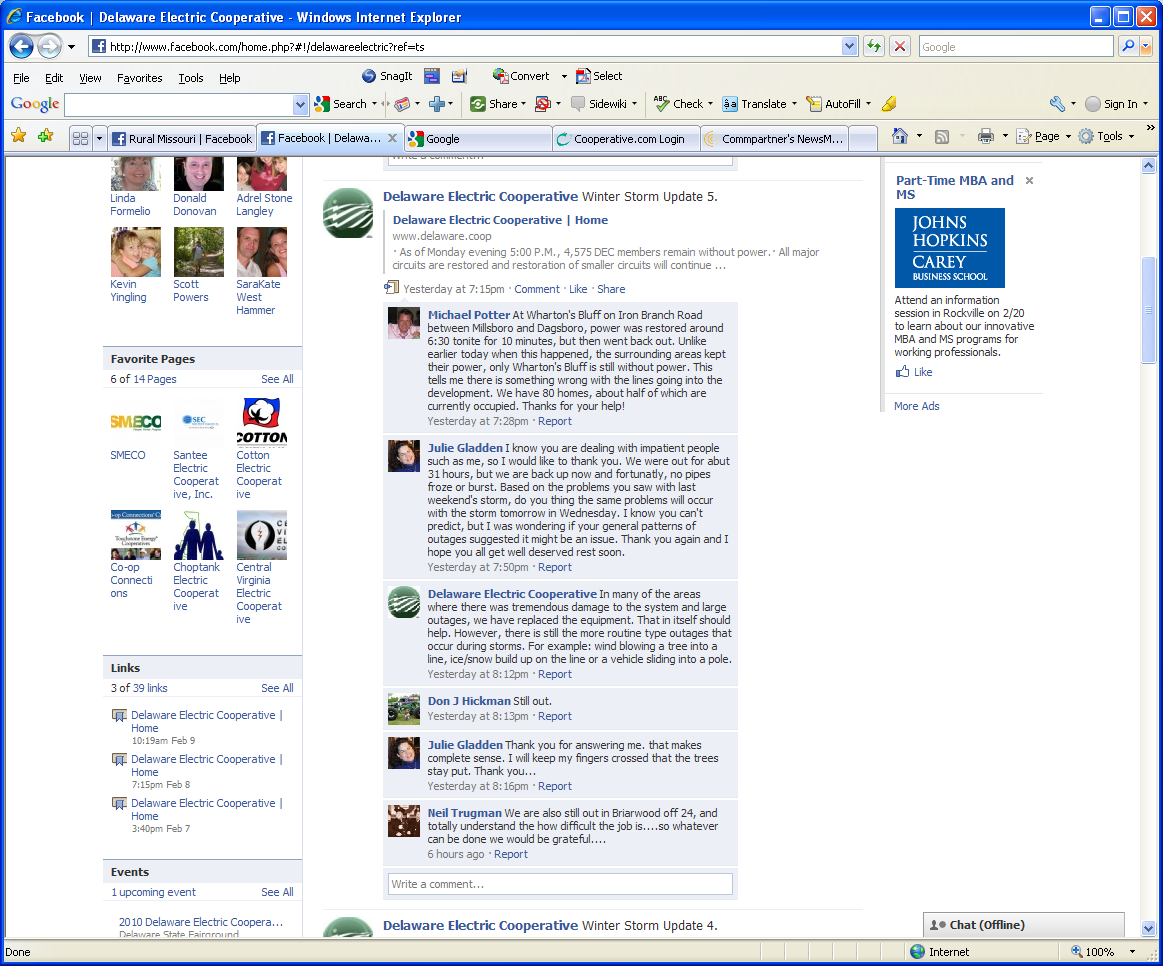 Facebook | Delaware Electric Cooperative - Windows Internet Explorer
http://www.facebook.com/home.php?#!/delawareelectric?ref=ts
Google
File Edit View Favorites Tools Help
SnagIt Convert Select
Google Search Share Sidewiki Check Translate AutoFill Sign In
Rural Missouri | Facebook
Facebook | Delawa...
Google
Cooperative.com Login
Commpartner's NewsM...
Page Tools
Linda
Formelio
Donald
Donovan
Adrel Stone
Langley
Kevin
Yingling
Scott
Powers
SaraKate
West
Hammer
Favorite Pages
6 of 14 Pages See All
SMECO
SEC
COTTON
SMECO
Santee
Electric
Cooperat
ive, Inc.
Cotton
Electric
Cooperat
ive
Touchstone Energy
Co-op
Connecti
ons
Choptank
Electric
Cooperat
ive
Central
Virginia
Electric
Cooperat
ive
Links
3 of 39 links See All
Delaware Electric Cooperative |
Home
10:19am Feb 9
Delaware Electric Cooperative |
Home
7:15pm Feb 8
Delaware Electric Cooperative |
Home
3:40pm Feb 7
Events
1 upcoming event See All
2010 Delaware Electric Coopera...
Delaware State Fairground
Write a comment...
Delaware Electric Cooperative Winter Storm Update 5.
Delaware Electric Cooperative | Home
www.delaware.coop
· As of Monday evening 5:00 P.M., 4,575 DEC members remain without power. · All major
circuits are restored and restoration of smaller circuits will continue ...
Yesterday at 7:15pm · Comment · Like · Share
Michael Potter At Wharton's Bluff on Iron Branch Road
between Millsboro and Dagsboro, power was restored around
6:30 tonite for 10 minutes, but then went back out. Unlike
earlier today when this happened, the surrounding areas kept
their power, only Wharton's Bluff is still without power. This
tells me there is something wrong with the lines going into the
development. We have 80 homes, about half of which are
currently occupied. Thanks for your help!
Yesterday at 7:28pm · Report
Julie Gladden I know you are dealing with impatient people
such as me, so I would like to thank you. We were out for abut
31 hours, but we are back up now and fortunatly, no pipes
froze or burst. Based on the problems you saw with last
weekend's storm, do you thing the same problems will occur
with the storm tomorrow in Wednesday. I know you can't
predict, but I was wondering if your general patterns of
outages suggested it might be an issue. Thank you again and I
hope you all get well deserved rest soon.
Yesterday at 7:50pm · Report
Delaware Electric Cooperative In many of the areas
where there was tremendous damage to the system and large
outages, we have replaced the equipment. That in itself should
help. However, there is still the more routine type outages that
occur during storms. For example: wind blowing a tree into a
line, ice/snow build up on the line or a vehicle sliding into a pole.
Yesterday at 8:12pm · Report
Don J Hickman Still out.
Yesterday at 8:13pm · Report
Julie Gladden Thank you for answering me. that makes
complete sense. I will keep my fingers crossed that the trees
stay put. Thank you...
Yesterday at 8:16pm · Report
Neil Trugman We are also still out in Briarwood off 24, and
totally understand the how difficult the job is....so whatever
can be done we would be grateful....
6 hours ago · Report
Write a comment...
Delaware Electric Cooperative Winter Storm Update 4.
Part-Time MBA and
MS
JOHNS
HOPKINS
CAREY
BUSINESS SCHOOL
Attend an information
session in Rockville on 2/20
to learn about our innovative
MBA and MS programs for
working professionals.
Like
More Ads
Chat (Offline)
Done Internet 100%